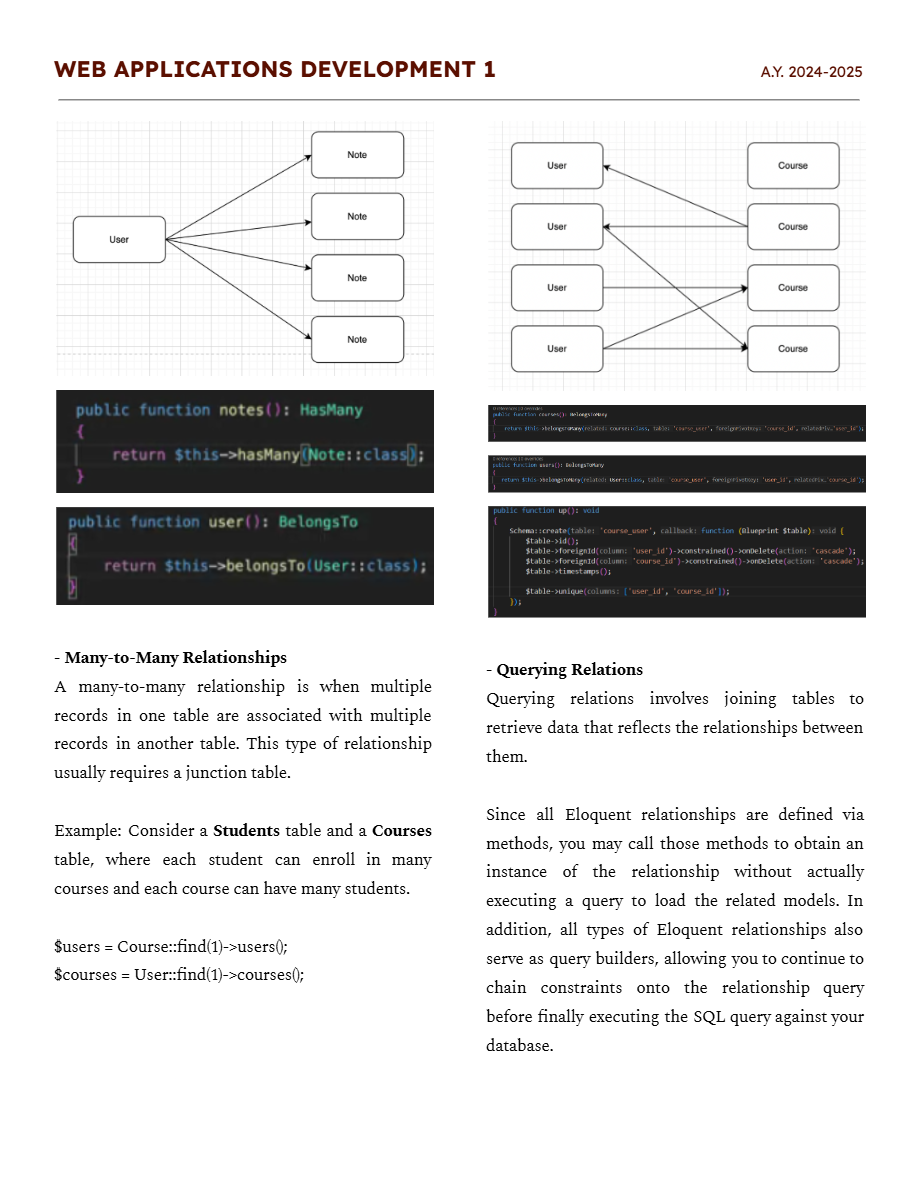 WEB APPLICATIONS DEVELOPMENT 1
A.Y. 2024-2025
User
Note
Note
Note
Note
public function notes(): HasMany
{
return $this->hasMany(Note::class);
}
public function user(): BelongsTo
{
return $this->belongsTo(User::class);
}
- Many-to-Many Relationships
A many-to-many relationship is when multiple
records in one table are associated with multiple
records in another table. This type of relationship
usually requires a junction table.
Example: Consider a Students table and a Courses
table, where each student can enroll in many
courses and each course can have many students.
$users = Course::find(1)->users();
$courses = User::find(1)->courses();
User
Course
User
Course
User
Course
User
Course
public function courses(): BelongsToMany
{
return $this->belongsToMany(related: Course::class, table: 'course_user', foreignPivotKey: 'course_id', relatedPiv: 'user_id');
}
public function users(): BelongsToMany
{
return $this->belongsToMany(related: User::class, table: 'course_user', foreignPivotKey: 'user_id', relatedPiv: 'course_id');
}
public function up(): void
{
Schema::create(table: 'course_user', callback: function (Blueprint $table): void {
$table->id();
$table->foreignId(column: 'user_id')->constrained()->onDelete(action: 'cascade');
$table->foreignId(column: 'course_id')->constrained()->onDelete(action: 'cascade');
$table->timestamps();
$table->unique(columns: ['user_id', 'course_id']);
});
}
- Querying Relations
Querying relations involves joining tables to
retrieve data that reflects the relationships between
them.
Since all Eloquent relationships are defined via
methods, you may call those methods to obtain an
instance of the relationship without actually
executing a query to load the related models. In
addition, all types of Eloquent relationships also
serve as query builders, allowing you to continue to
chain constraints onto the relationship query
before finally executing the SQL query against your
database.